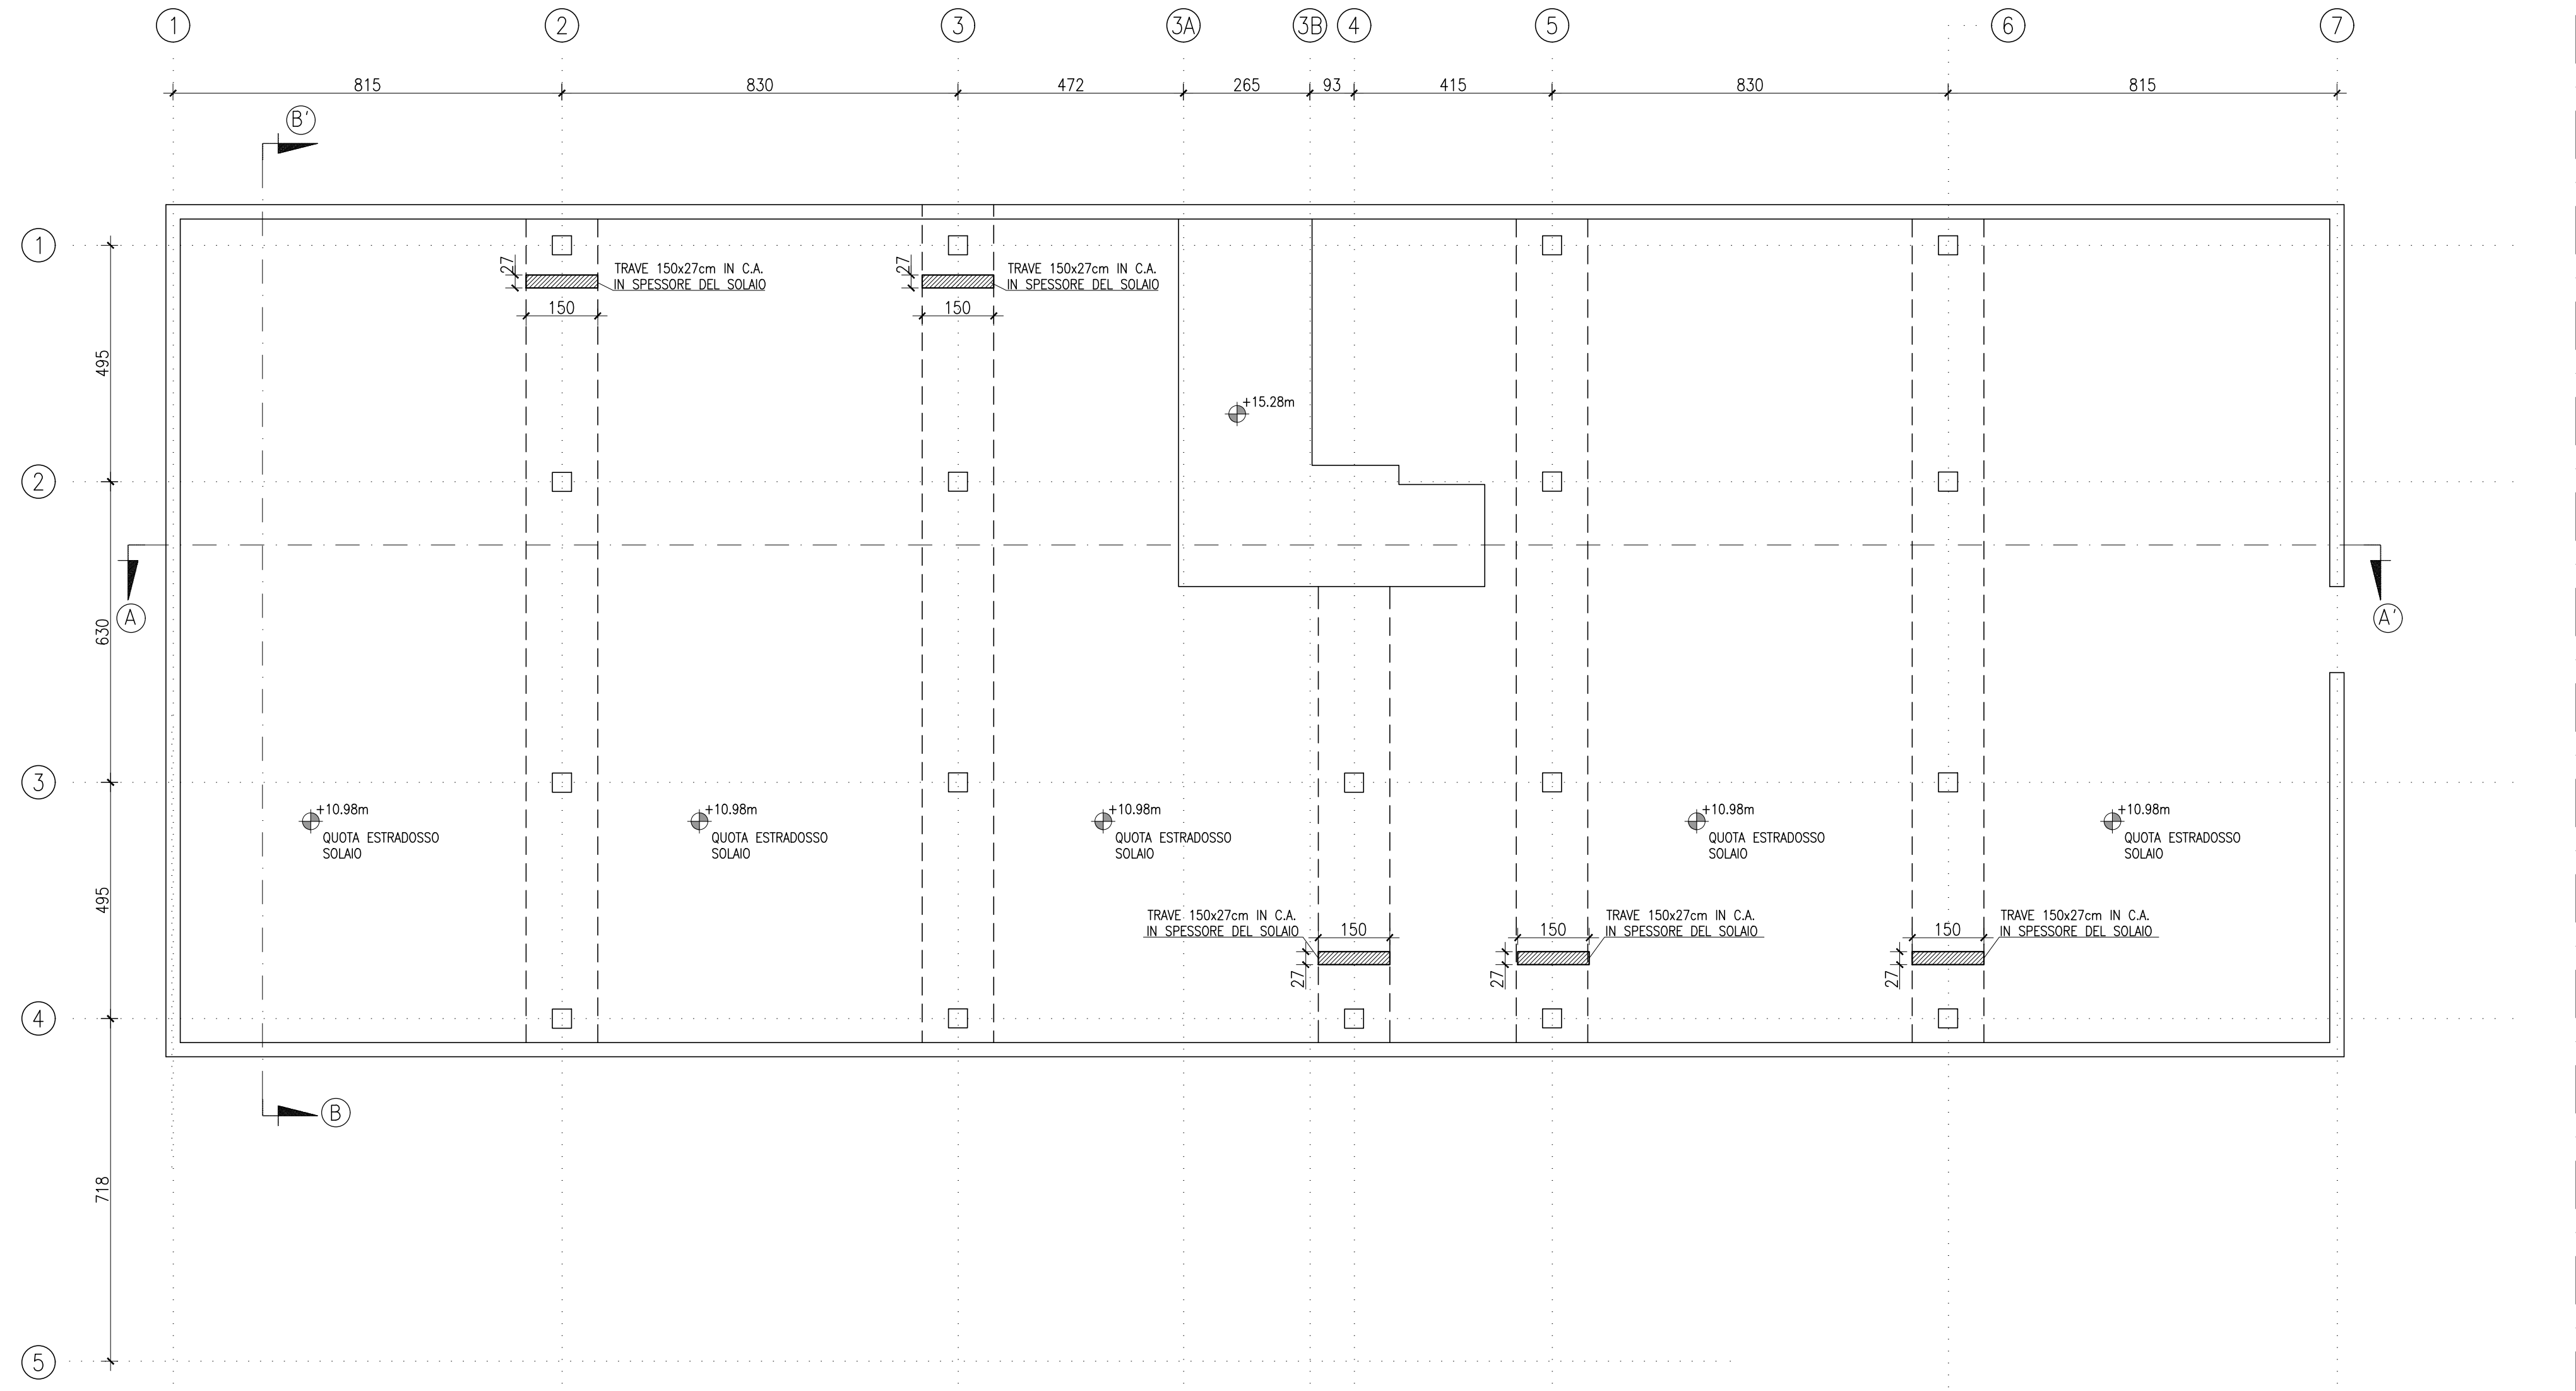 1 2 3 3A 3B 4 5 6 7
815 830 472 265 93 415 830 815
B'
1
27
TRAVE 150x27cm IN C.A.
IN SPESSORE DEL SOLAIO
150
27
TRAVE 150x27cm IN C.A.
IN SPESSORE DEL SOLAIO
150
495
+15.28m
2
A
A'
630
3
+10.98m
QUOTA ESTRADOSSO
SOLAIO
+10.98m
QUOTA ESTRADOSSO
SOLAIO
+10.98m
QUOTA ESTRADOSSO
SOLAIO
+10.98m
QUOTA ESTRADOSSO
SOLAIO
+10.98m
QUOTA ESTRADOSSO
SOLAIO
495
TRAVE 150x27cm IN C.A.
IN SPESSORE DEL SOLAIO
150
27
TRAVE 150x27cm IN C.A.
IN SPESSORE DEL SOLAIO
150
27
TRAVE 150x27cm IN C.A.
IN SPESSORE DEL SOLAIO
150
27
4
B
718
5